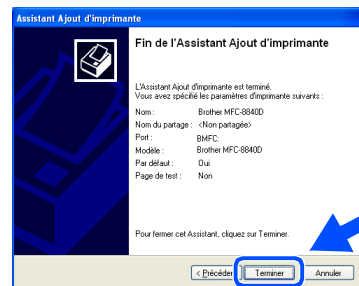 Assistant Ajout d'imprimante
Fin de l'Assistant Ajout d'imprimante
L'Assistant Ajout d'imprimante est terminé.
Vous avez spécifié les paramètres d'imprimante suivants :
Nom : Brother MFC-8840D
Nom du partage : <Non partagée>
Port : BMFC:
Modèle : Brother MFC-8840D
Par défaut : Oui
Page de test : Non
Pour fermer cet Assistant, cliquez sur Terminer.
< Précéden Terminer Annuler